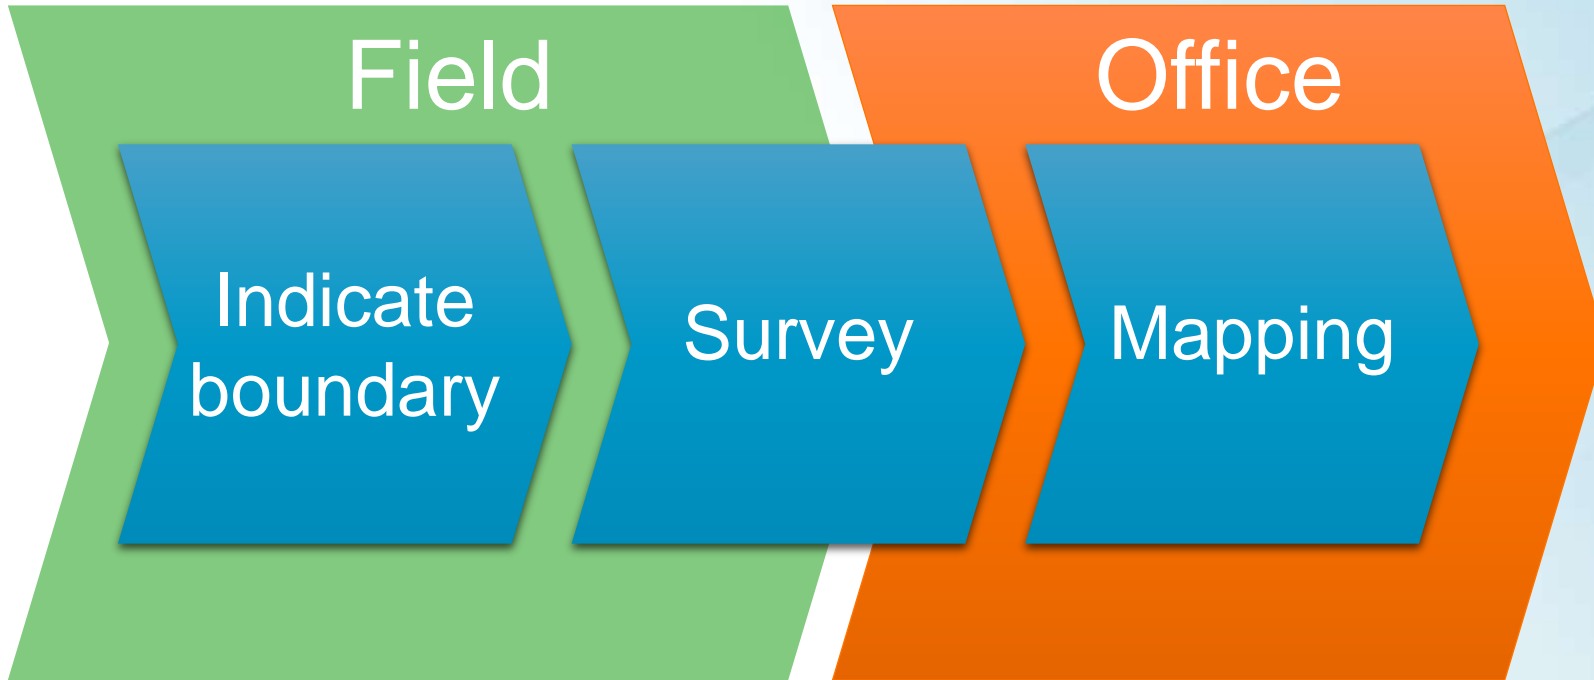 Field
Office
Indicate
boundary
Survey
Mapping